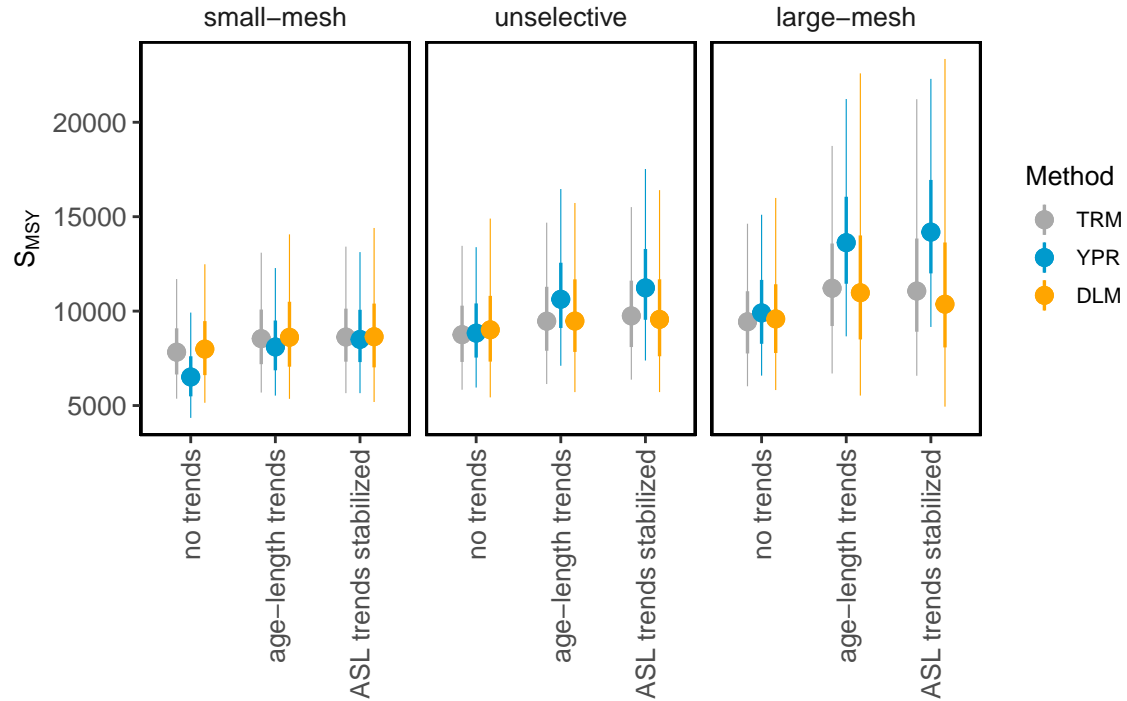 small−mesh
unselective
large−mesh
20000
15000
10000
5000
S_MSY
no trends
age−length trends
ASL trends stabilized
no trends
age−length trends
ASL trends stabilized
no trends
age−length trends
ASL trends stabilized
Method
TRM
YPR
DLM